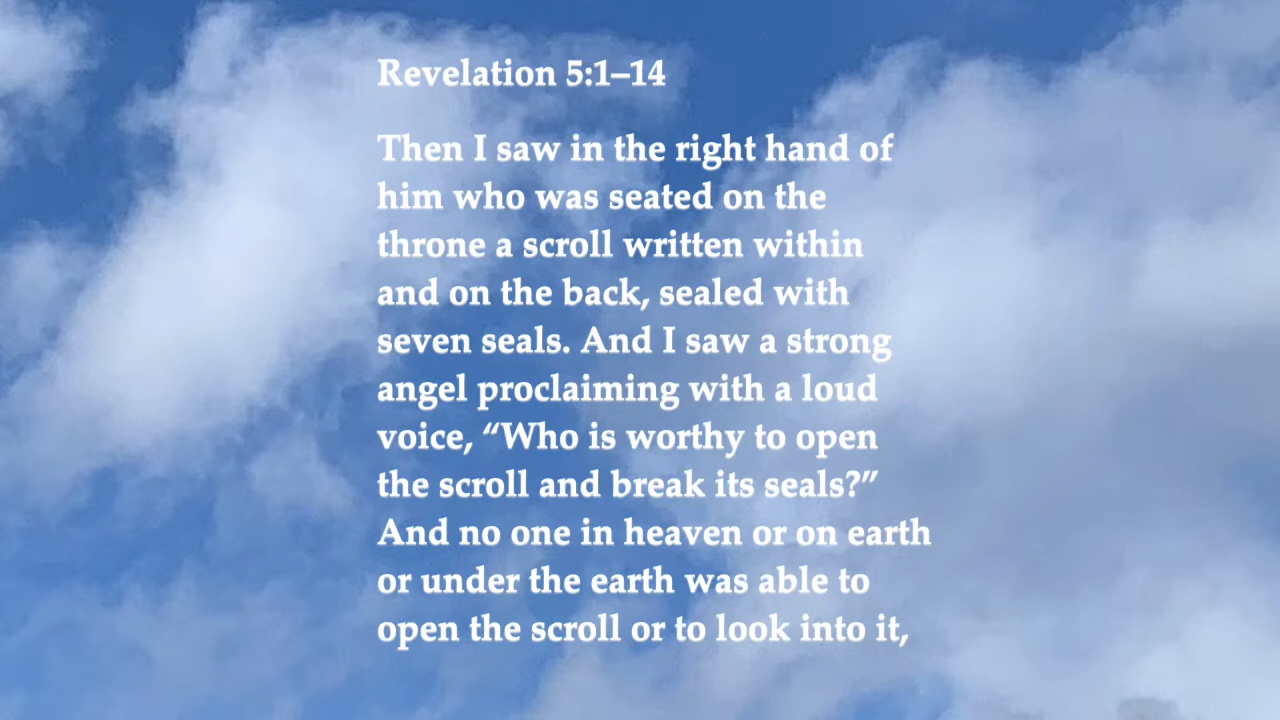 Revelation 5:1–14
Then I saw in the right hand of
him who was seated on the
throne a scroll written within
and on the back, sealed with
seven seals. And I saw a strong
angel proclaiming with a loud
voice, “Who is worthy to open
the scroll and break its seals?”
And no one in heaven or on earth
or under the earth was able to
open the scroll or to look into it,